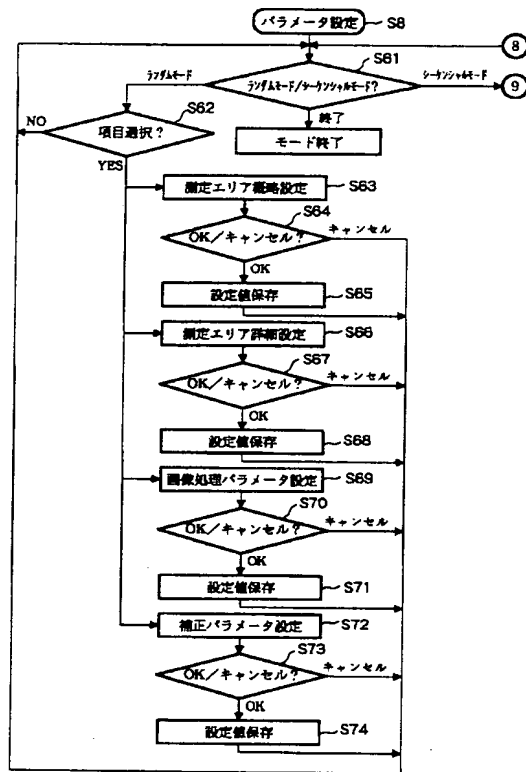 パラメータ設定
S8
8
S61
ランダムモード
ランダムモード/シーケンシャルモード?
シーケンシャルモード
9
S62
NO
項目選択?
終了
モード終了
YES
測定エリア概略設定
S63
S64
OK/キャンセル?
キャンセル
OK
設定値保存
S65
測定エリア詳細設定
S66
S67
OK/キャンセル?
キャンセル
OK
設定値保存
S68
画像処理パラメータ設定
S69
S70
OK/キャンセル?
キャンセル
OK
設定値保存
S71
補正パラメータ設定
S72
S73
OK/キャンセル?
キャンセル
OK
設定値保存
S74